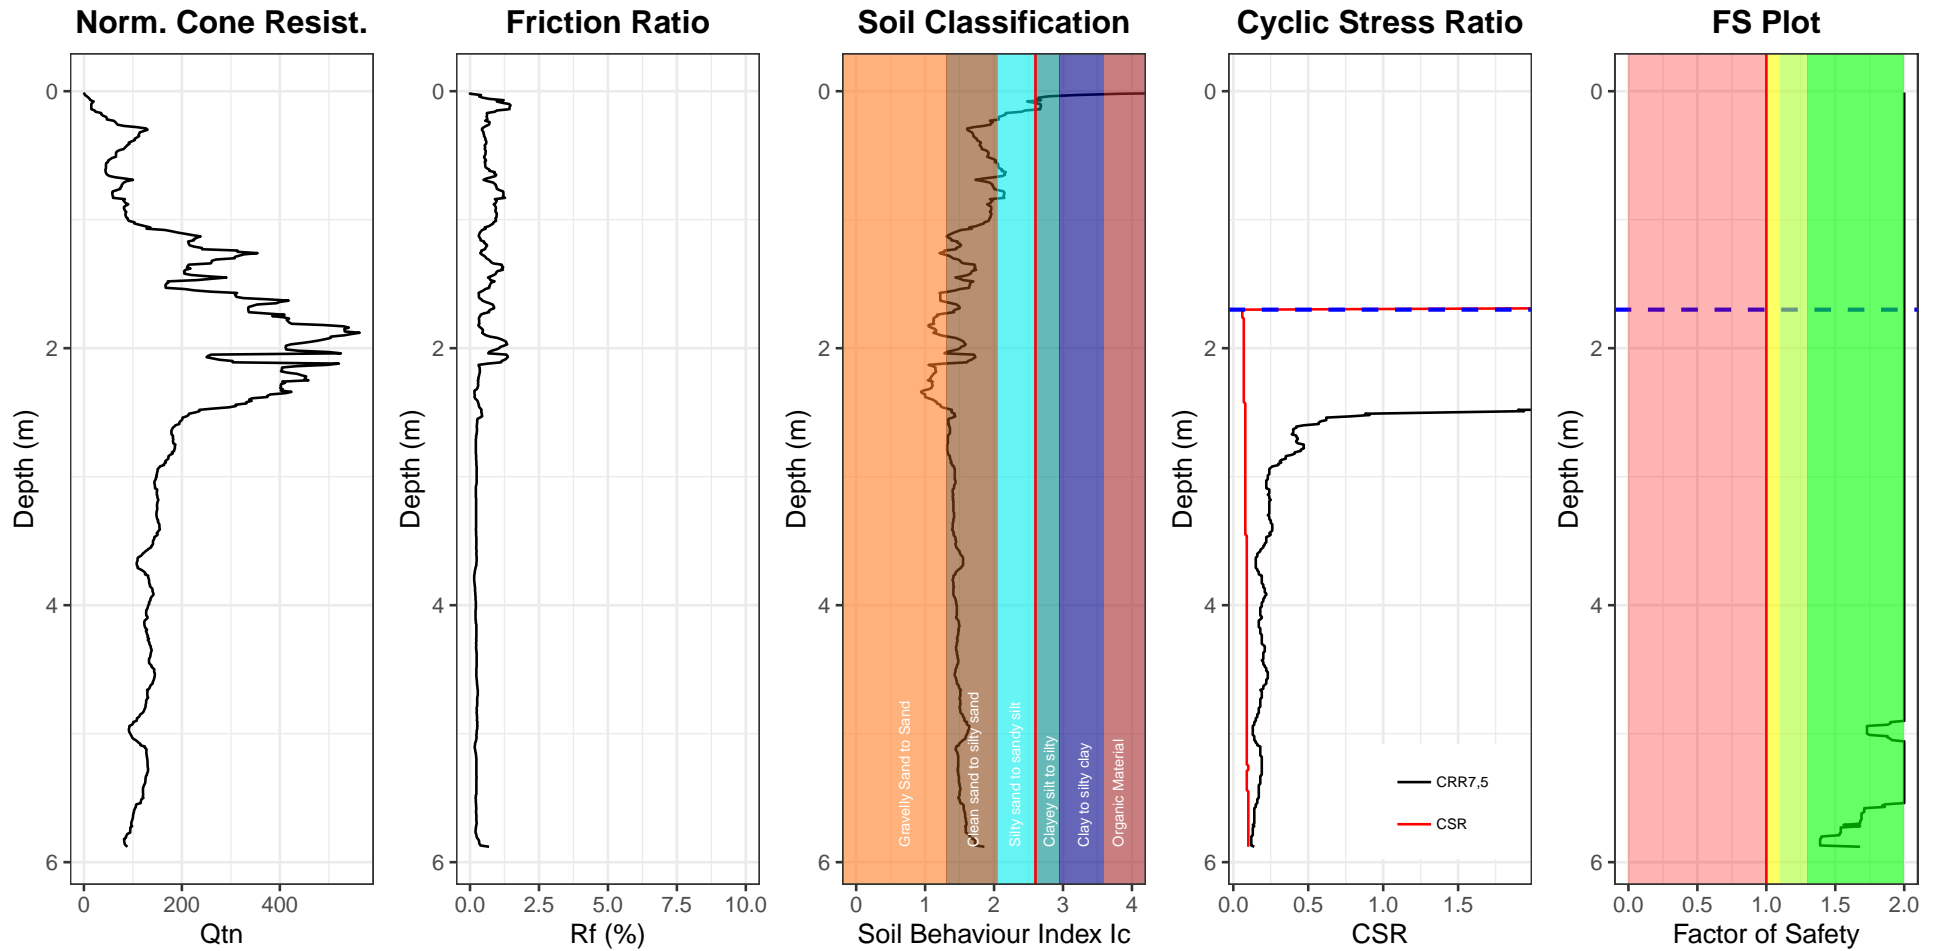 Norm. Cone Resist.
Friction Ratio
Soil Classification
Cyclic Stress Ratio
FS Plot
Depth (m)
0
2
4
6
0
200
400
Qtn
Depth (m)
0
2
4
6
0.0
2.5
5.0
7.5
10.0
Rf (%)
Depth (m)
0
2
4
6
Gravelly Sand to Sand
Clean sand to silty sand
Silty sand to sandy silt
Clayey silt to silty
Clay to silty clay
Organic Material
0
1
2
3
4
Soil Behaviour Index Ic
Depth (m)
0
2
4
6
CRR7,5
CSR
0.0
0.5
1.0
1.5
CSR
Depth (m)
0
2
4
6
0.0
0.5
1.0
1.5
2.0
Factor of Safety